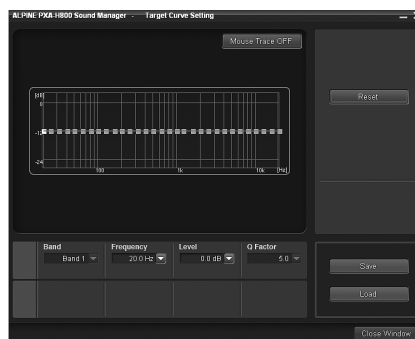 ALPINE PXA-H800 Sound Manager - Target Curve Setting
Mouse Trace OFF
[dB]
0
-12
-24
100 1k 10k [Hz]
Reset
Band Frequency Level Q Factor
Band 1 20.0 Hz 0.0 dB 5.0
Save
Load
Close Window